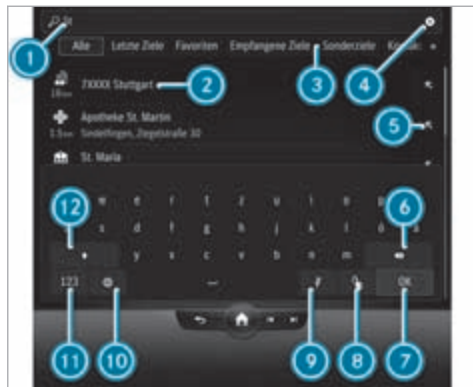 St
Alle Letzte Ziele Favoriten Empfangene Ziele Sonderziele
7XXXX Stuttgart
Apotheke St. Martin
Sindelfingen, Ziegelstraße 30
St. Maria
w e r t z u i o p
s d f g h j k l ö ä
y x c v b n m
123 OK
1
2
3
4
5
6
7
8
9
10
11
12